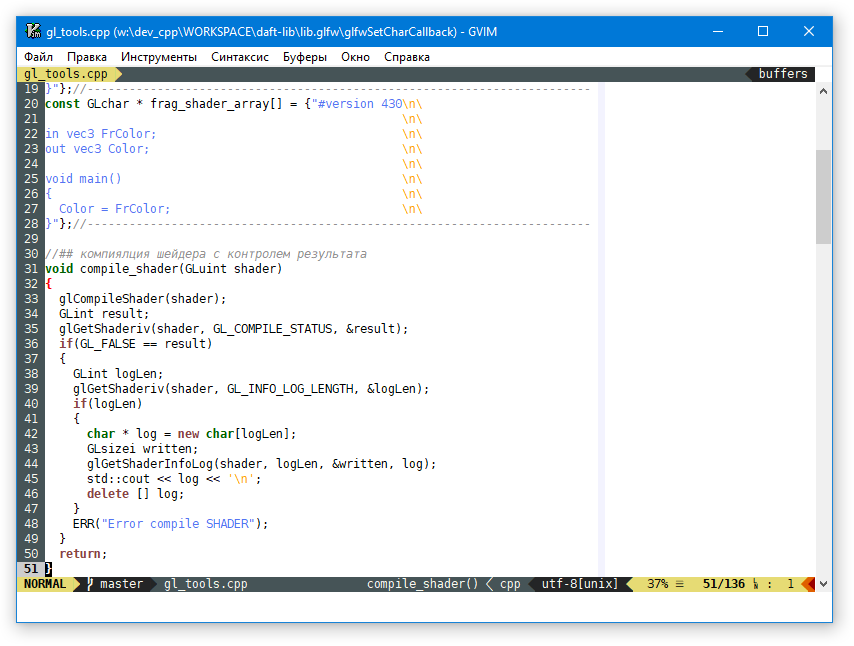 gl_tools.cpp (w:\dev_cpp\WORKSPACE\daft-lib\lib.glfw\glfwSetCharCallback) - GVIM
Файл Правка Инструменты Синтаксис Буферы Окно Справка
gl_tools.cpp buffers
19 }"};//------------------------------------------------------------------------
20 const GLchar * frag_shader_array[] = {"#version 430\n\
21                                                    \n\
22 in vec3 FrColor;                                   \n\
23 out vec3 Color;                                    \n\
24                                                    \n\
25 void main()                                        \n\
26 {                                                  \n\
27   Color = FrColor;                                 \n\
28 }"};//------------------------------------------------------------------------
29
30 //## компиялция шейдера с контролем результата
31 void compile_shader(GLuint shader)
32 {
33   glCompileShader(shader);
34   GLint result;
35   glGetShaderiv(shader, GL_COMPILE_STATUS, &result);
36   if(GL_FALSE == result)
37   {
38     GLint logLen;
39     glGetShaderiv(shader, GL_INFO_LOG_LENGTH, &logLen);
40     if(logLen)
41     {
42       char * log = new char[logLen];
43       GLsizei written;
44       glGetShaderInfoLog(shader, logLen, &written, log);
45       std::cout << log << '\n';
46       delete [] log;
47     }
48     ERR("Error compile SHADER");
49   }
50   return;
51 }
NORMAL master gl_tools.cpp compile_shader() cpp utf-8[unix] 37% ≡ 51/136 : 1